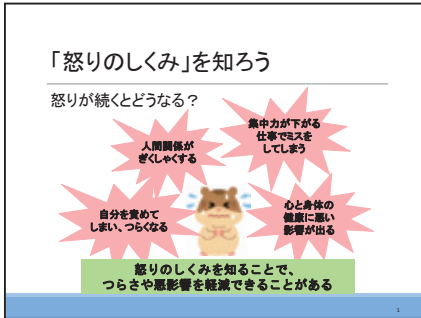 「怒りのしくみ」を知ろう
怒りが続くとどうなる？
人間関係が
ぎくしゃくする
集中力が下がる
仕事でミスを
してしまう
自分を責めて
しまい、つらくなる
心と身体の
健康に悪い
影響が出る
怒りのしくみを知ることで、
つらさや悪影響を軽減できることがある
1